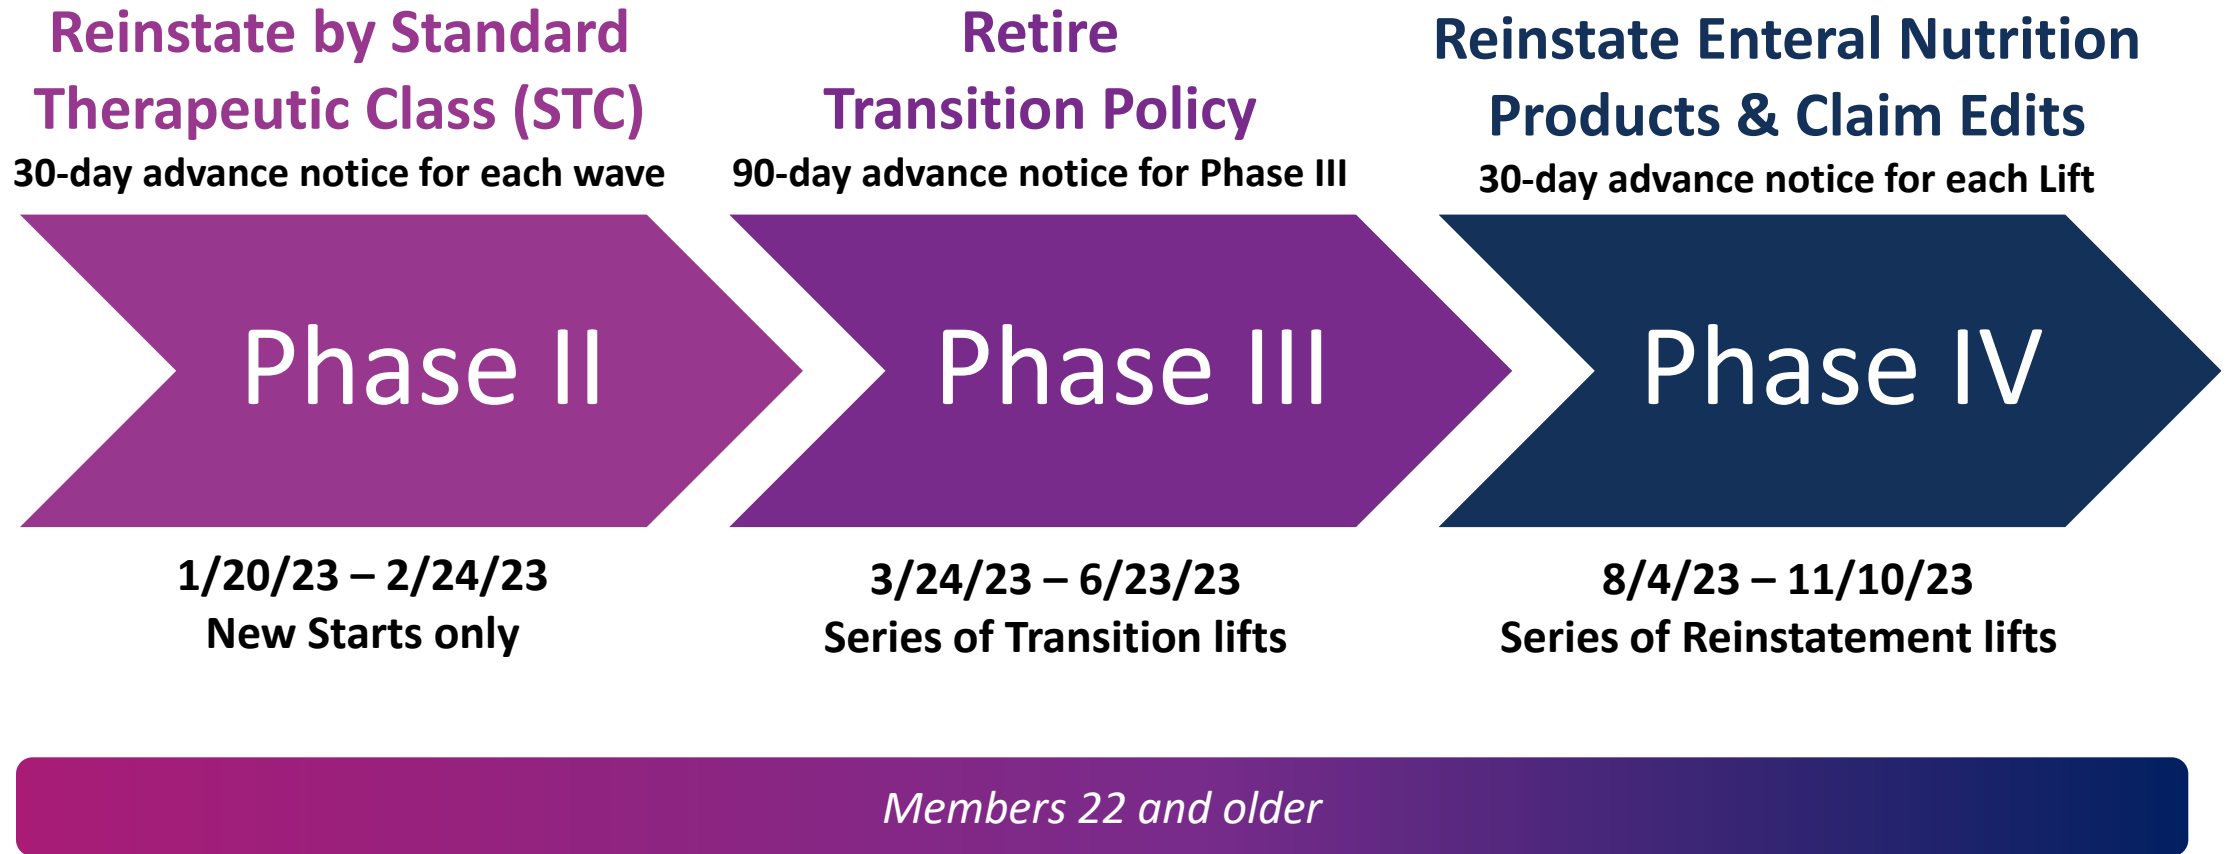 Reinstate by Standard
Therapeutic Class (STC)
30-day advance notice for each wave
Phase II
1/20/23 – 2/24/23
New Starts only
Retire
Transition Policy
90-day advance notice for Phase III
Phase III
3/24/23 – 6/23/23
Series of Transition lifts
Reinstate Enteral Nutrition
Products & Claim Edits
30-day advance notice for each Lift
Phase IV
8/4/23 – 11/10/23
Series of Reinstatement lifts
Members 22 and older